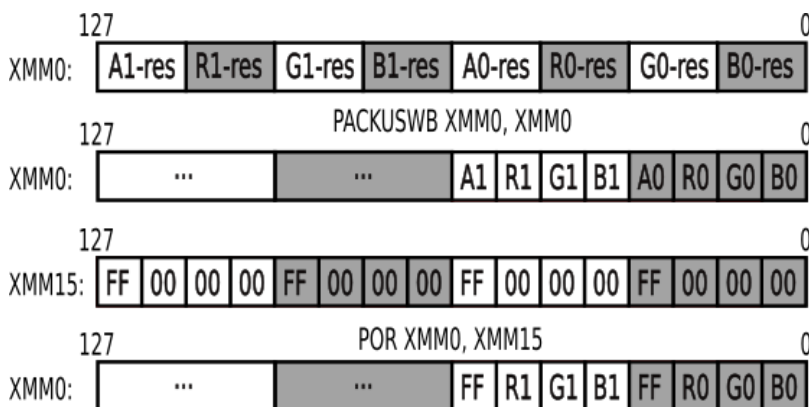 127 0
XMM0: A1-res R1-res G1-res B1-res A0-res R0-res G0-res B0-res
PACKUSWB XMM0, XMM0
127 0
XMM0: ... ... A1 R1 G1 B1 A0 R0 G0 B0
127 0
XMM15: FF 00 00 00 FF 00 00 00 FF 00 00 00 FF 00 00 00
POR XMM0, XMM15
127 0
XMM0: ... ... FF R1 G1 B1 FF R0 G0 B0